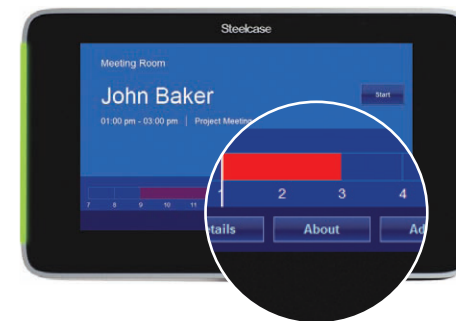 Steelcase
Meeting Room
John Baker
Start
01:00 pm - 03:00 pm | Project Meeting
7 8 9 10 11 1 2 3 4
tails About Ad